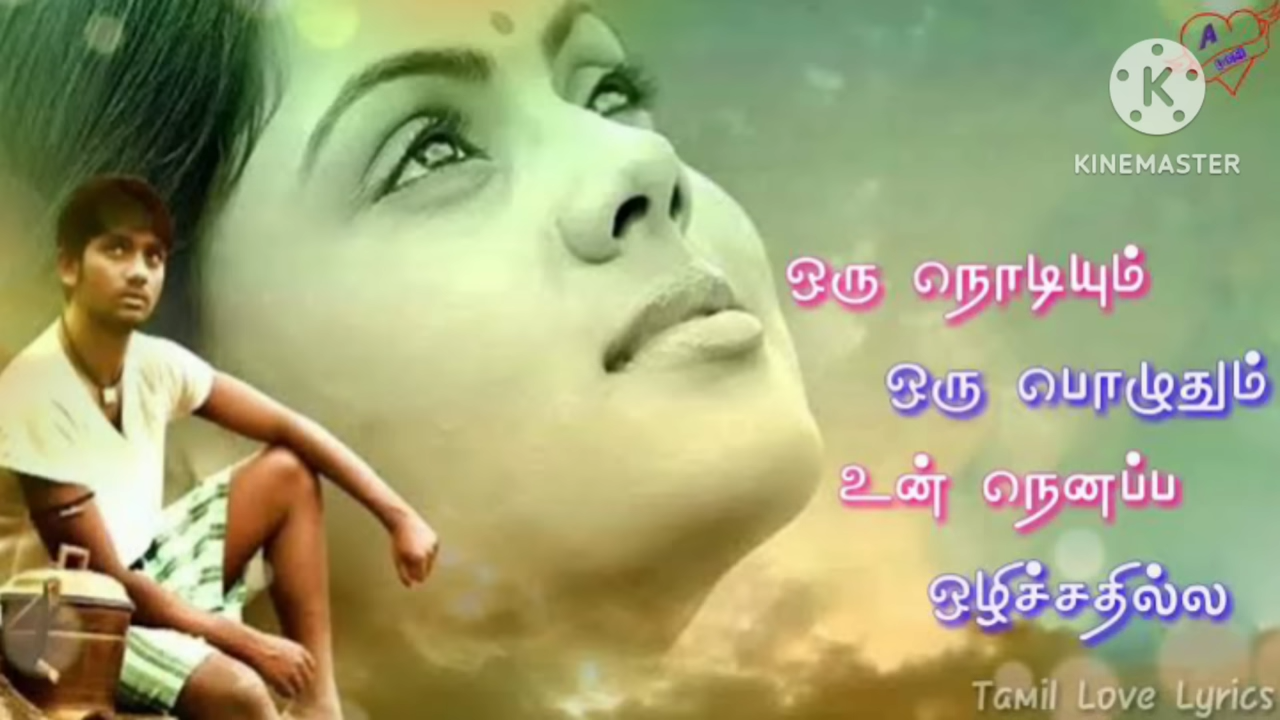 A
K
KINEMASTER
ஒரு நொடியும்
ஒரு பொழுதும்
உன் நெனப்ப
ஒழிச்சதில்ல
Tamil Love Lyrics